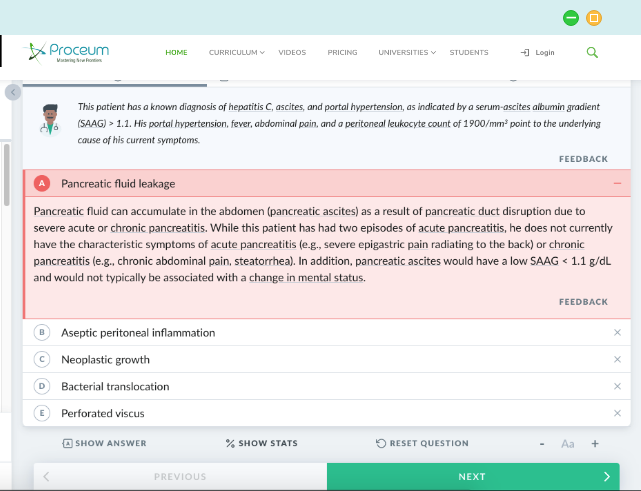 Proceum
Mastering New Frontiers
HOME CURRICULUM VIDEOS PRICING UNIVERSITIES STUDENTS Login
This patient has a known diagnosis of hepatitis C, ascites, and portal hypertension, as indicated by a serum-ascites albumin gradient
(SAAG) > 1.1. His portal hypertension, fever, abdominal pain, and a peritoneal leukocyte count of 1900/mm³ point to the underlying
cause of his current symptoms.
FEEDBACK
A Pancreatic fluid leakage
Pancreatic fluid can accumulate in the abdomen (pancreatic ascites) as a result of pancreatic duct disruption due to
severe acute or chronic pancreatitis. While this patient has had two episodes of acute pancreatitis, he does not currently
have the characteristic symptoms of acute pancreatitis (e.g., severe epigastric pain radiating to the back) or chronic
pancreatitis (e.g., chronic abdominal pain, steatorrhea). In addition, pancreatic ascites would have a low SAAG < 1.1 g/dL
and would not typically be associated with a change in mental status.
FEEDBACK
B Aseptic peritoneal inflammation
C Neoplastic growth
D Bacterial translocation
E Perforated viscus
SHOW ANSWER % SHOW STATS RESET QUESTION - Aa +
PREVIOUS NEXT